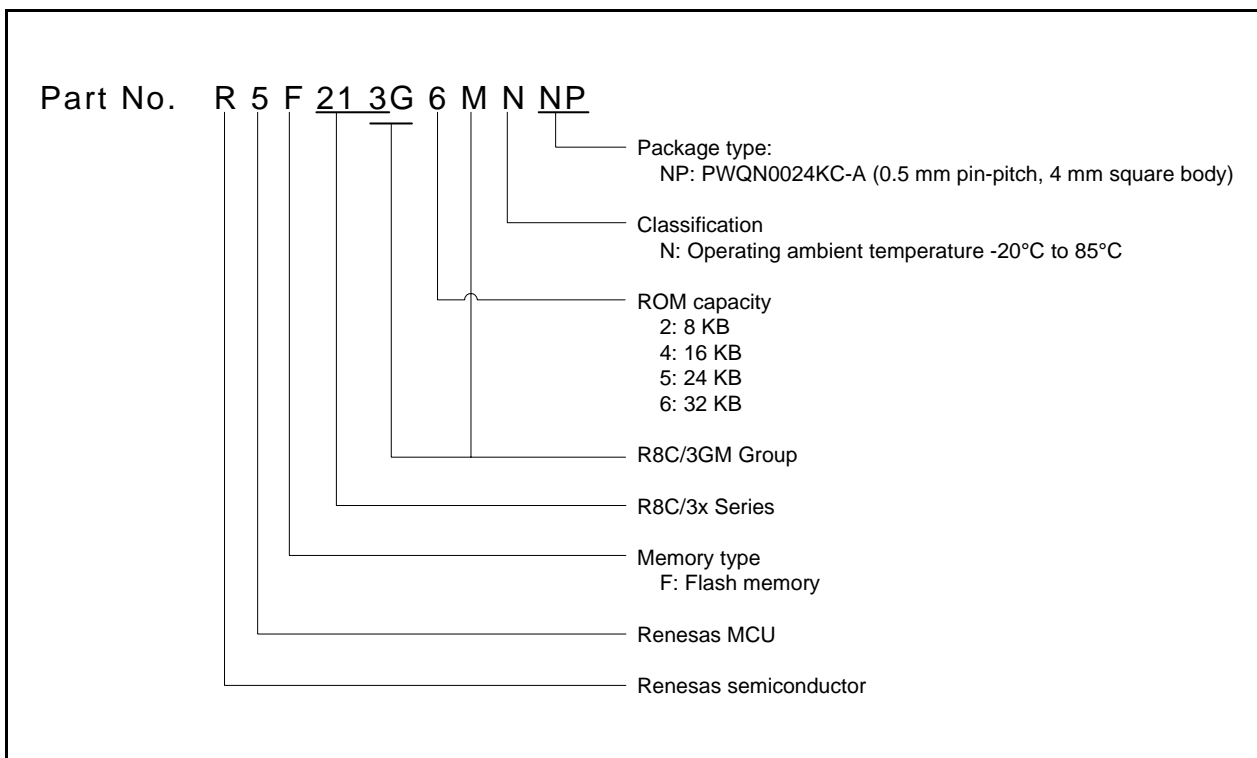 Part No. R 5 F 21 3G 6 M N NP
Package type:
NP: PWQN0024KC-A (0.5 mm pin-pitch, 4 mm square body)
Classification
N: Operating ambient temperature -20°C to 85°C
ROM capacity
2: 8 KB
4: 16 KB
5: 24 KB
6: 32 KB
R8C/3GM Group
R8C/3x Series
Memory type
F: Flash memory
Renesas MCU
Renesas semiconductor